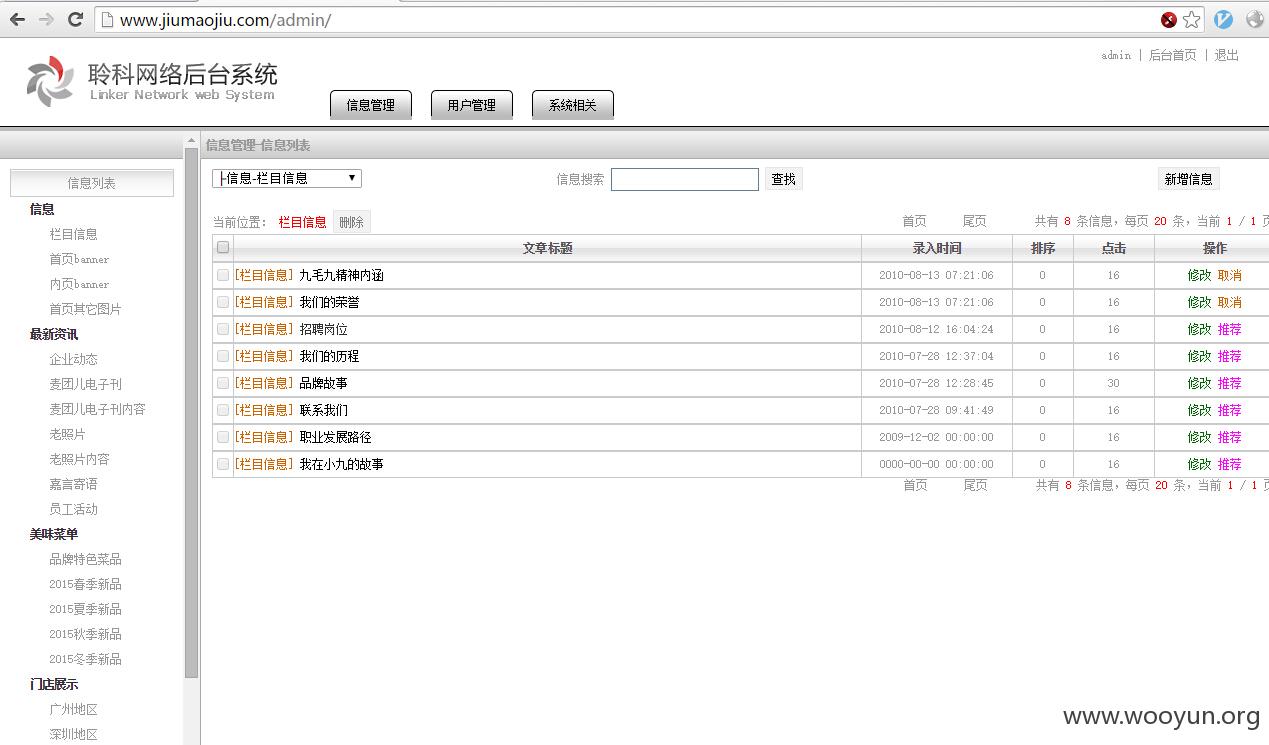 www.jiumaojiu.com/admin/
admin | 后台首页 | 退出
聆科网络后台系统
Linker Network web System
信息管理 用户管理 系统相关
信息管理-信息列表
信息列表
├信息-栏目信息 信息搜索 查找 新增信息
当前位置： 栏目信息 删除 首页 尾页 共有 8 条信息，每页 20 条，当前 1 / 1
文章标题 录入时间 排序 点击 操作
[栏目信息] 九毛九精神内涵 2010-08-13 07:21:06 0 16 修改 取消
[栏目信息] 我们的荣誉 2010-08-13 07:21:06 0 16 修改 取消
[栏目信息] 招聘岗位 2010-08-12 16:04:24 0 16 修改 推荐
[栏目信息] 我们的历程 2010-07-28 12:37:04 0 16 修改 推荐
[栏目信息] 品牌故事 2010-07-28 12:28:45 0 30 修改 推荐
[栏目信息] 联系我们 2010-07-28 09:41:49 0 16 修改 推荐
[栏目信息] 职业发展路径 2009-12-02 00:00:00 0 16 修改 推荐
[栏目信息] 我在小九的故事 0000-00-00 00:00:00 0 16 修改 推荐
首页 尾页 共有 8 条信息，每页 20 条，当前 1 / 1
信息
栏目信息
首页banner
内页banner
首页其它图片
最新资讯
企业动态
麦团儿电子刊
麦团儿电子刊内容
老照片
老照片内容
嘉言寄语
员工活动
美味菜单
品牌特色菜品
2015春季新品
2015夏季新品
2015秋季新品
2015冬季新品
门店展示
广州地区
深圳地区
www.wooyun.org